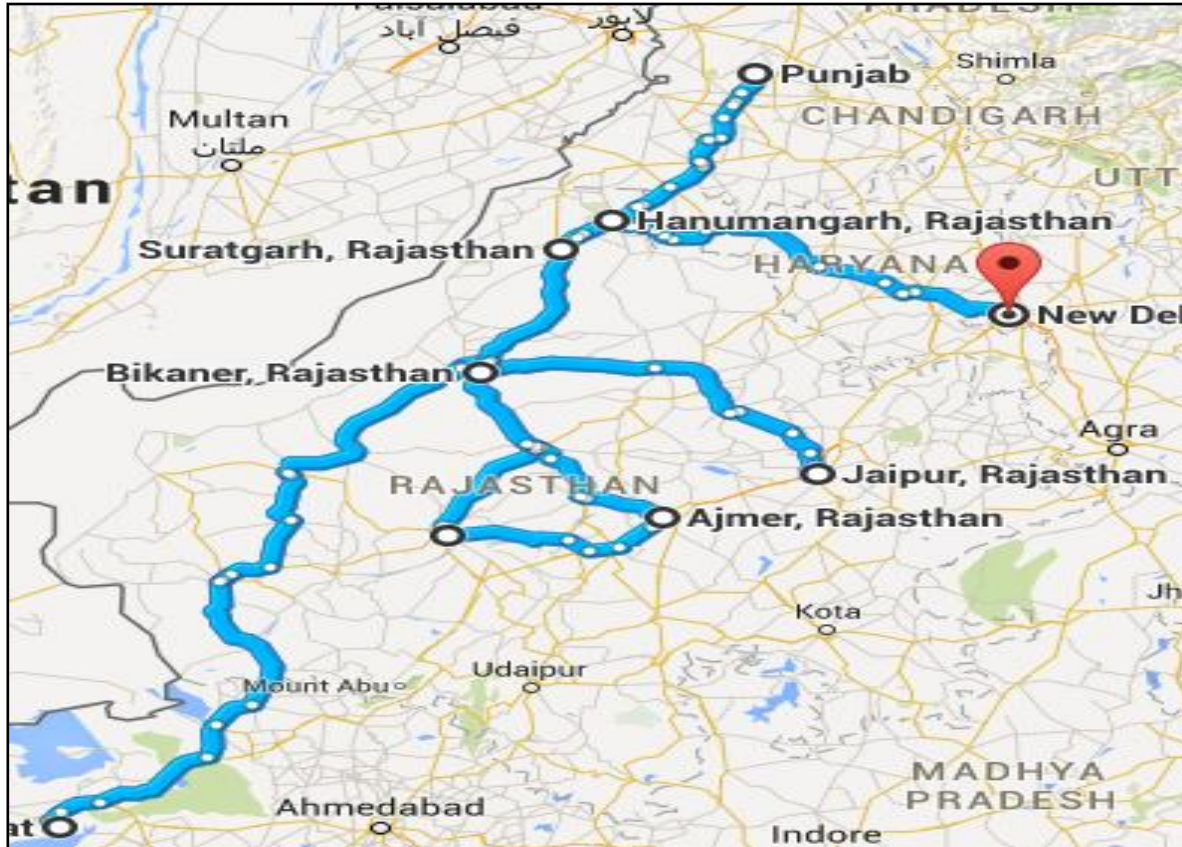 فیصل آباد
لاہور
PRADESH
Punjab
Shimla
CHANDIGARH
Multan
ملتان
UTT
tan
Hanumangarh, Rajasthan
Suratgarh, Rajasthan
HARYANA
New Del
Bikaner, Rajasthan
Agra
Jaipur, Rajasthan
RAJASTHAN
Ajmer, Rajasthan
Jh
Kota
Udaipur
Mount Abu
MADHYA
PRADESH
Ahmedabad
at
Indore